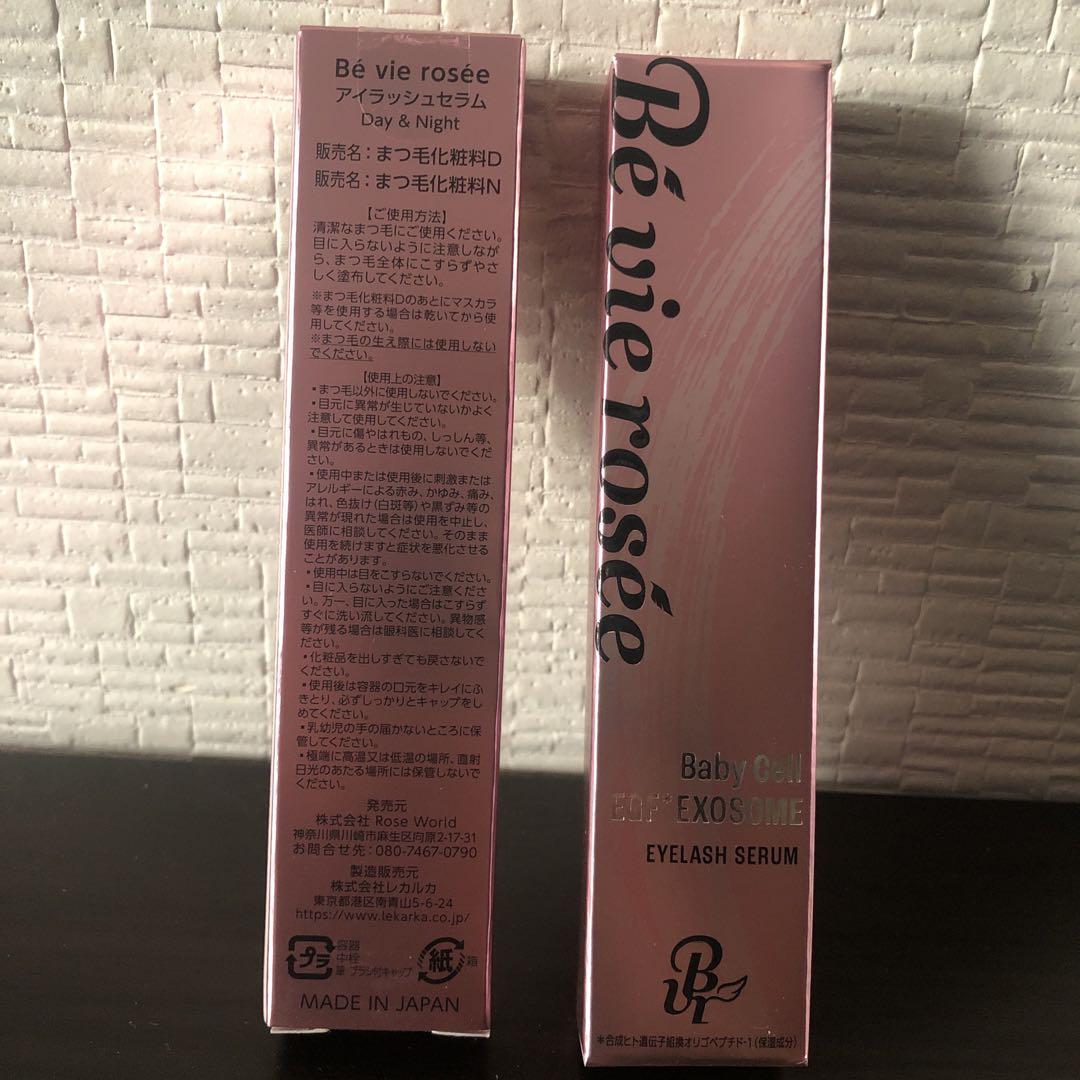 Bé vie rosée
アイラッシュセラム
Day & Night
販売名：まつ毛化粧料D
販売名：まつ毛化粧料N
【ご使用方法】
清潔なまつ毛にご使用ください。
目に入らないように注意しなが
ら、まつ毛全体にこすらずやさ
しく塗布してください。
※まつ毛化粧料Dのあとにマスカラ
等を使用する場合は乾いてから使
用してください。
※まつ毛の生え際には使用しない
でください。
【使用上の注意】
・まつ毛以外に使用しないでください。
・目元に異常が生じていないかよく
注意して使用してください。
・目元に傷やはれもの、しっしん等、
異常があるときは使用しないでくだ
さい。
・使用中または使用後に刺激または
アレルギーによる赤み、かゆみ、痛み、
はれ、色抜け(白斑等)や黒ずみ等の
異常が現れた場合は使用を中止し、
医師に相談してください。そのまま
使用を続けますと症状を悪化させる
ことがあります。
・使用中は目をこすらないでください。
・目に入らないようにご注意くださ
い。万一、目に入った場合はこすらず
すぐに洗い流してください。異物感
等が残る場合は眼科医に相談してく
ださい。
・化粧品を出しすぎても戻さないで
ください。
・使用後は容器の口元をキレイにふ
きとり、必ずしっかりとキャップをし
めてください。
・乳幼児の手の届かないところに保
管してください。
・極端に高温又は低温の場所、直射
日光のあたる場所には保管しないで
ください。
発売元
株式会社 Rose World
神奈川県川崎市麻生区向原2-17-31
お問合せ先：080-7467-0790
製造販売元
株式会社レカルカ
東京都港区南青山5-6-24
https://www.lekarka.co.jp/
プラ
容器
中栓
筆 ブラシ付キャップ
紙
箱
MADE IN JAPAN
Bé vie rosée
Baby Cell
EGF*EXOSOME
EYELASH SERUM
BVr
*合成ヒト遺伝子組換オリゴペプチド-1(保湿成分)